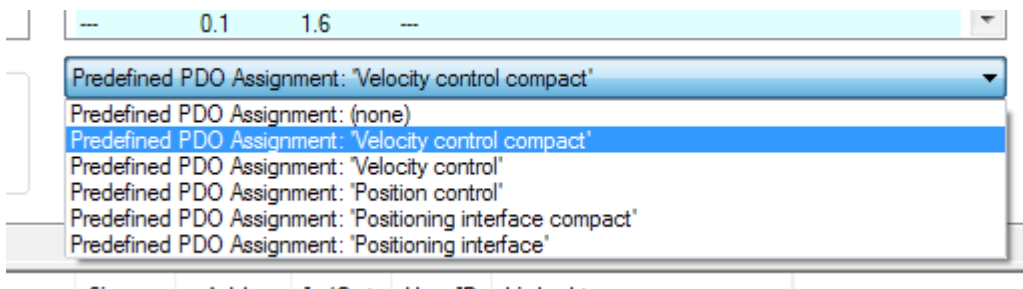 --- 0.1 1.6 ---
Predefined PDO Assignment: 'Velocity control compact'
Predefined PDO Assignment: (none)
Predefined PDO Assignment: 'Velocity control compact'
Predefined PDO Assignment: 'Velocity control'
Predefined PDO Assignment: 'Position control'
Predefined PDO Assignment: 'Positioning interface compact'
Predefined PDO Assignment: 'Positioning interface'